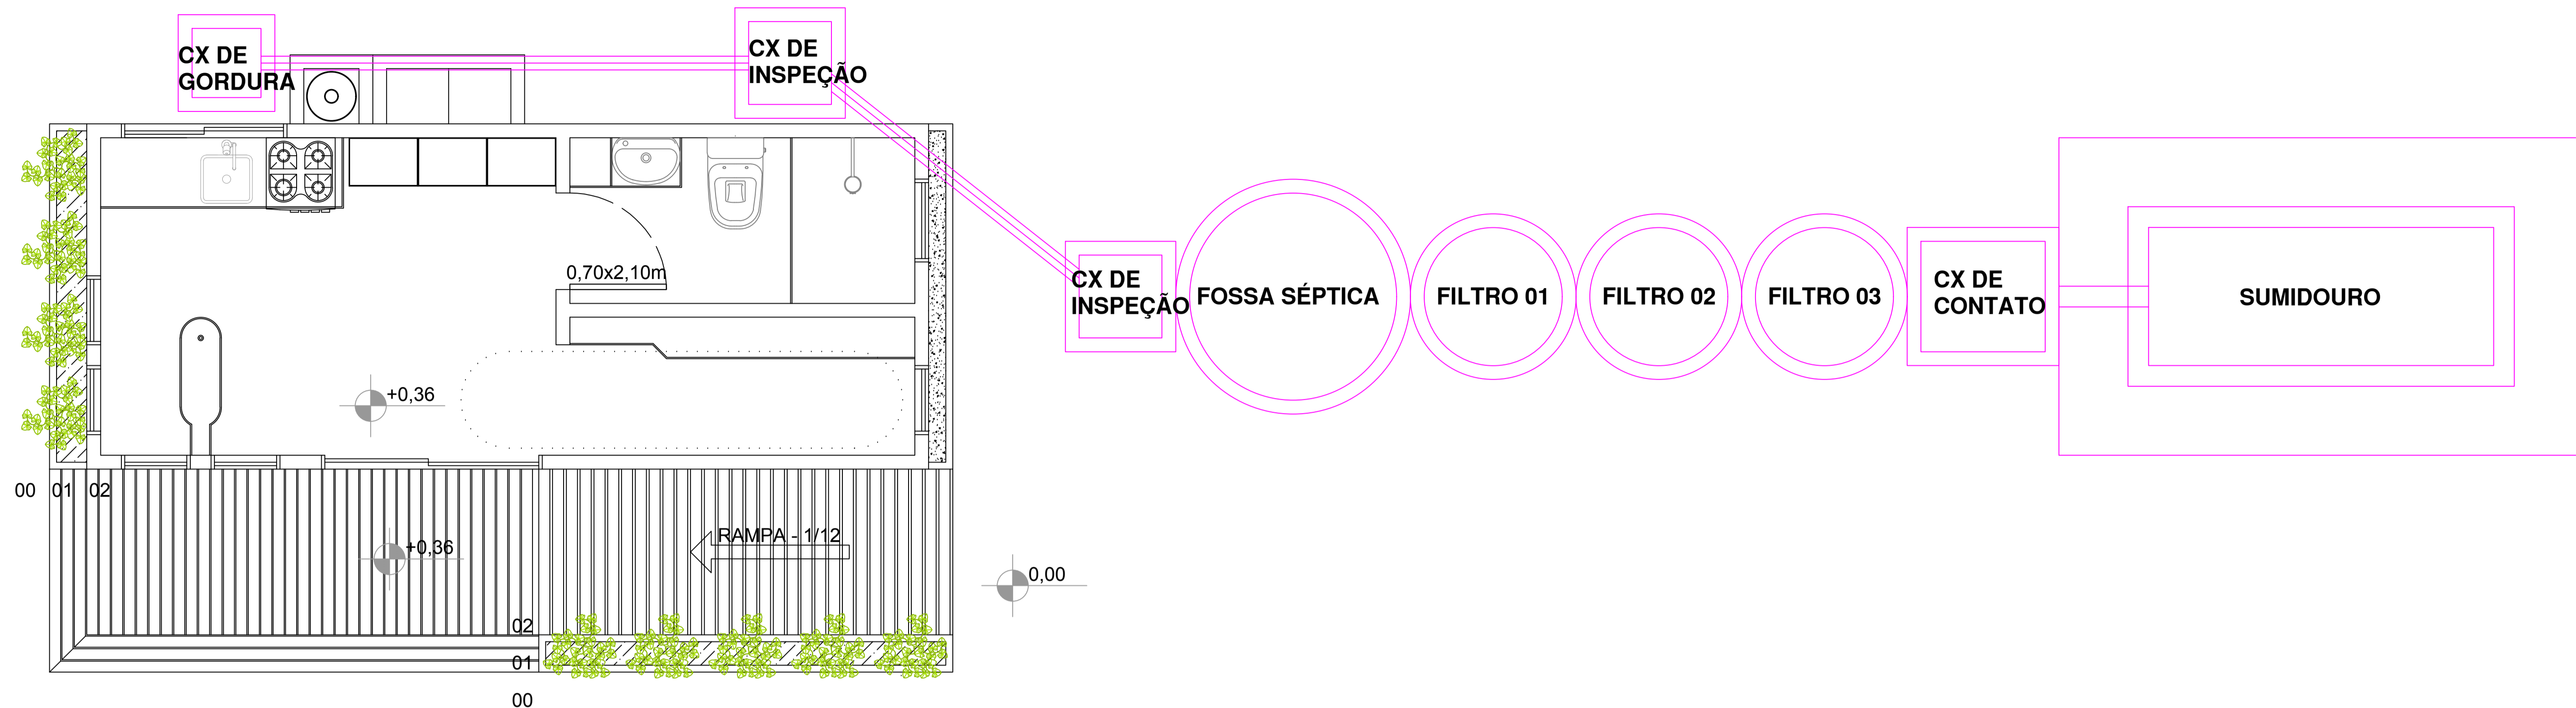 CX DE
GORDURA
CX DE
INSPEÇÃO
0,70x2,10m
CX DE
INSPEÇÃO
FOSSA SÉPTICA
FILTRO 01
FILTRO 02
FILTRO 03
CX DE
CONTATO
SUMIDOURO
+0,36
00 01 02
RAMPA - 1/12
+0,36
0,00
02
01
00